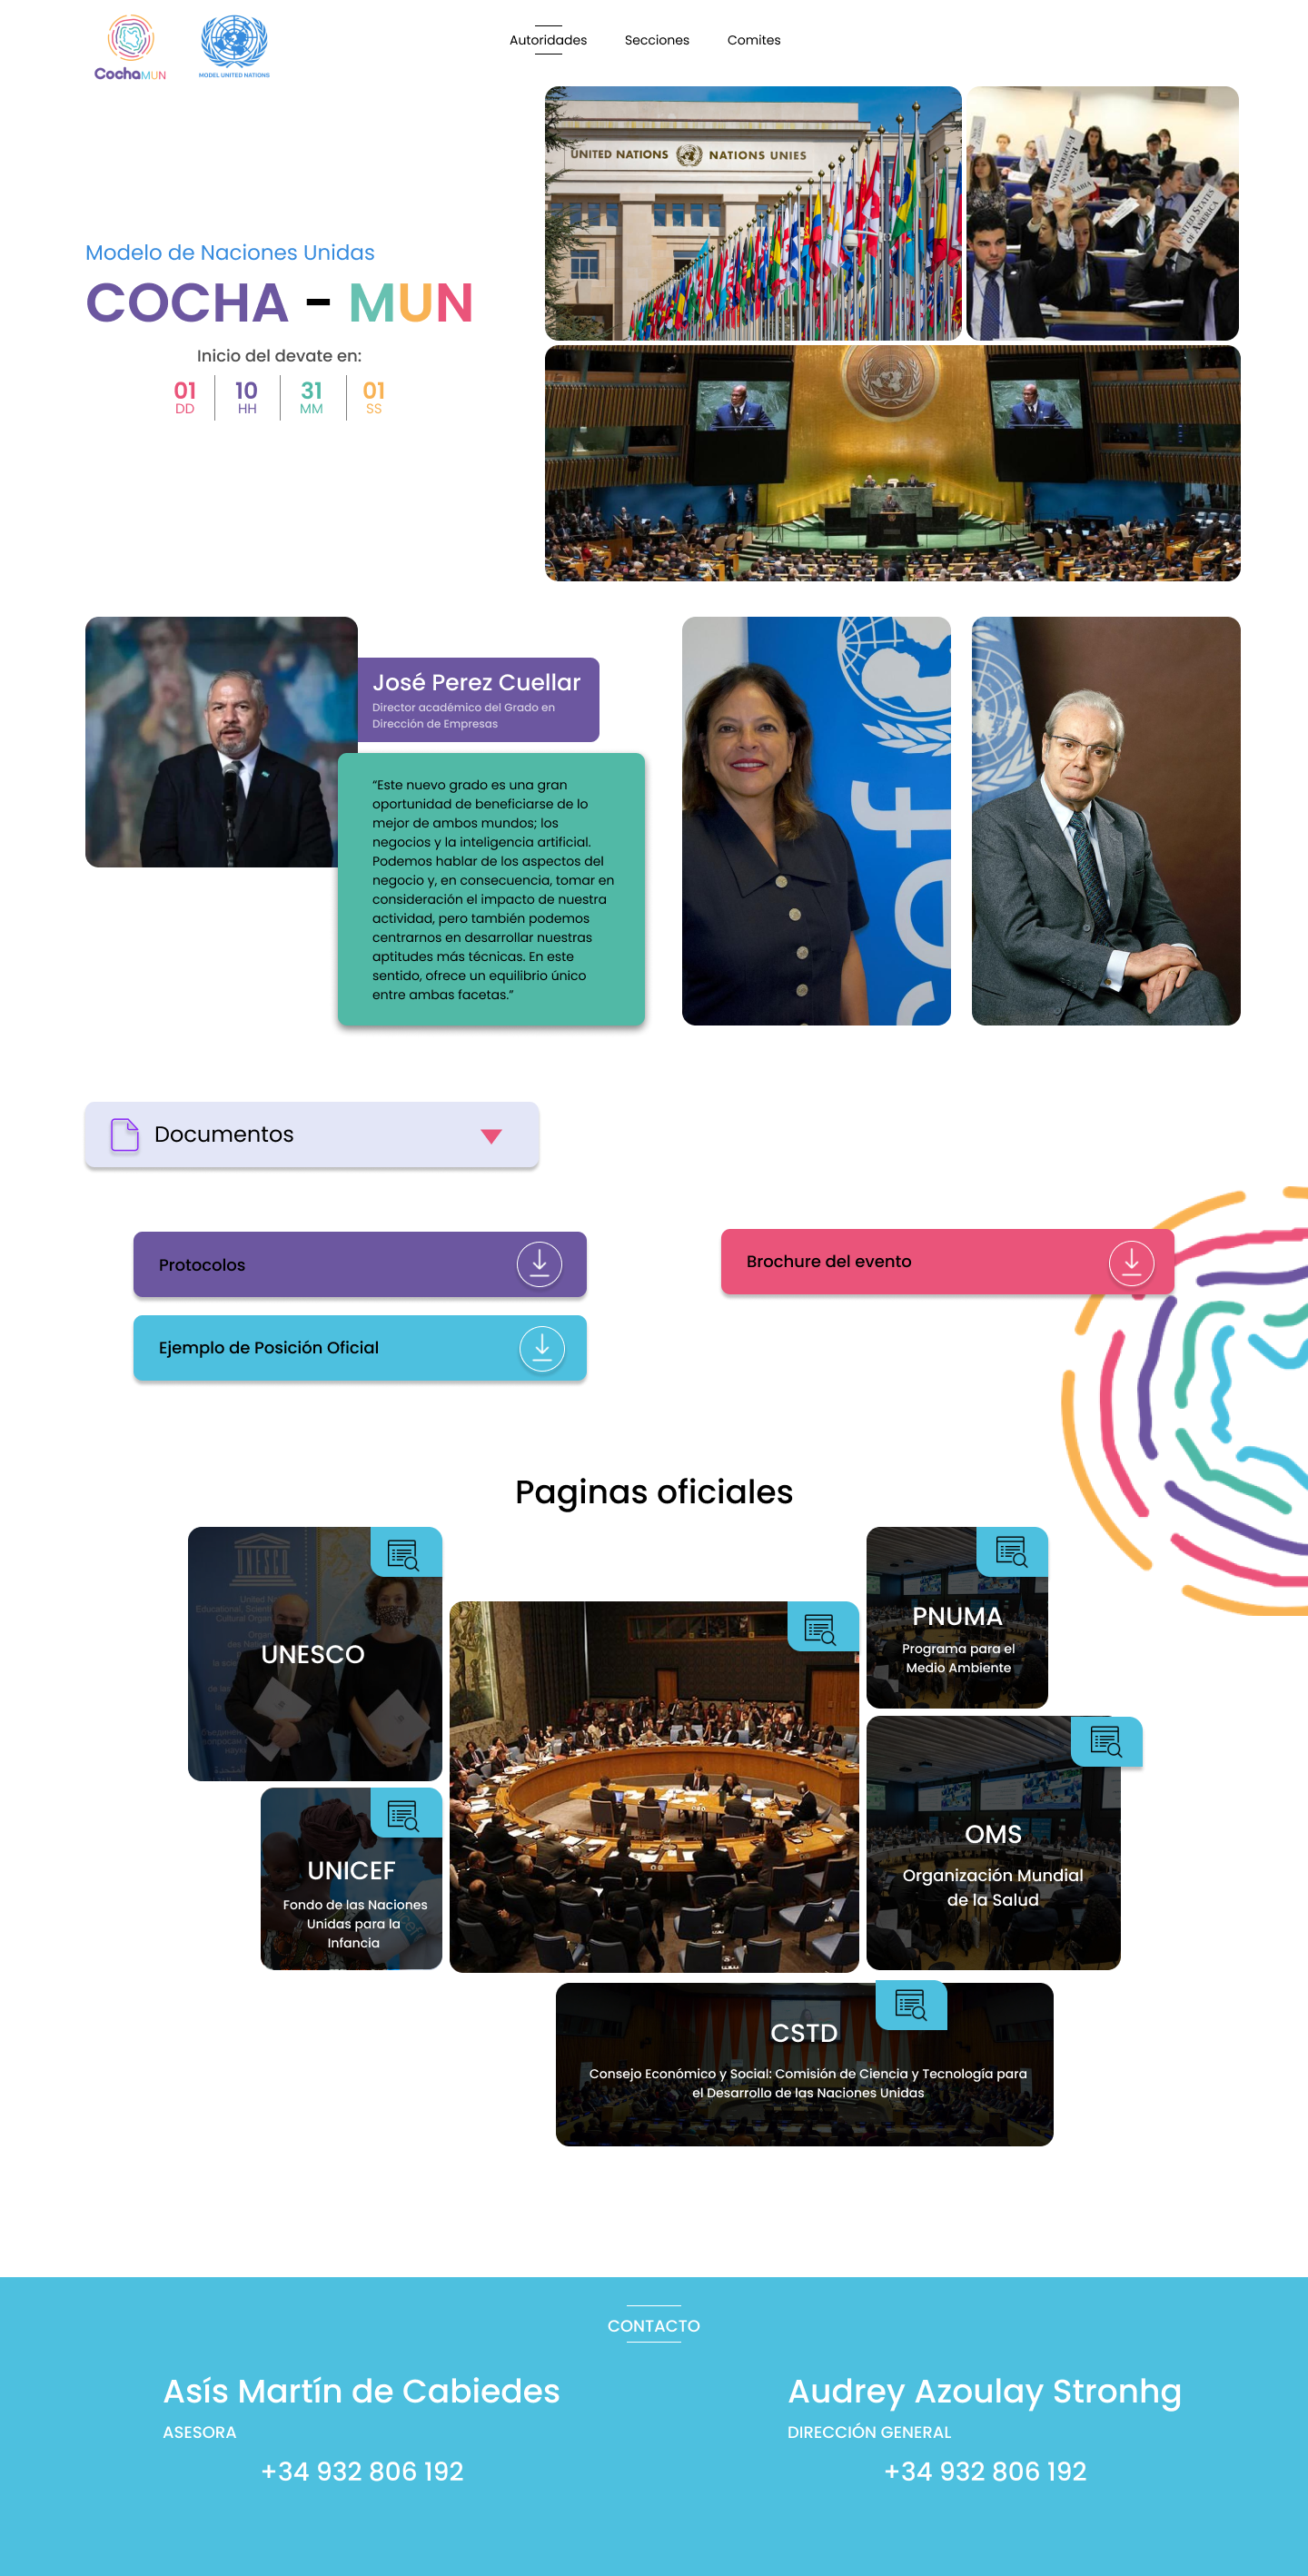 CochaMUN
MODEL UNITED NATIONS
Autoridades
Secciones
Comites
UNITED NATIONS
NATIONS UNIES
UNITED STATES
OF AMERICA
Modelo de Naciones Unidas
COCHA - MUN
Inicio del devate en:
01 10 31 01
DD HH MM SS
José Perez Cuellar
Director académico del Grado en
Dirección de Empresas
“Este nuevo grado es una gran
oportunidad de beneficiarse de lo
mejor de ambos mundos; los
negocios y la inteligencia artificial.
Podemos hablar de los aspectos del
negocio y, en consecuencia, tomar en
consideración el impacto de nuestra
actividad, pero también podemos
centrarnos en desarrollar nuestras
aptitudes más técnicas. En este
sentido, ofrece un equilibrio único
entre ambas facetas.”
Documentos
Protocolos
Brochure del evento
Ejemplo de Posición Oficial
Paginas oficiales
UNESCO
UNESCO
PNUMA
Programa para el
Medio Ambiente
OMS
Organización Mundial
de la Salud
UNICEF
Fondo de las Naciones
Unidas para la
Infancia
CSTD
Consejo Económico y Social: Comisión de Ciencia y Tecnología para
el Desarrollo de las Naciones Unidas
CONTACTO
Asís Martín de Cabiedes
ASESORA
+34 932 806 192
Audrey Azoulay Stronhg
DIRECCIÓN GENERAL
+34 932 806 192